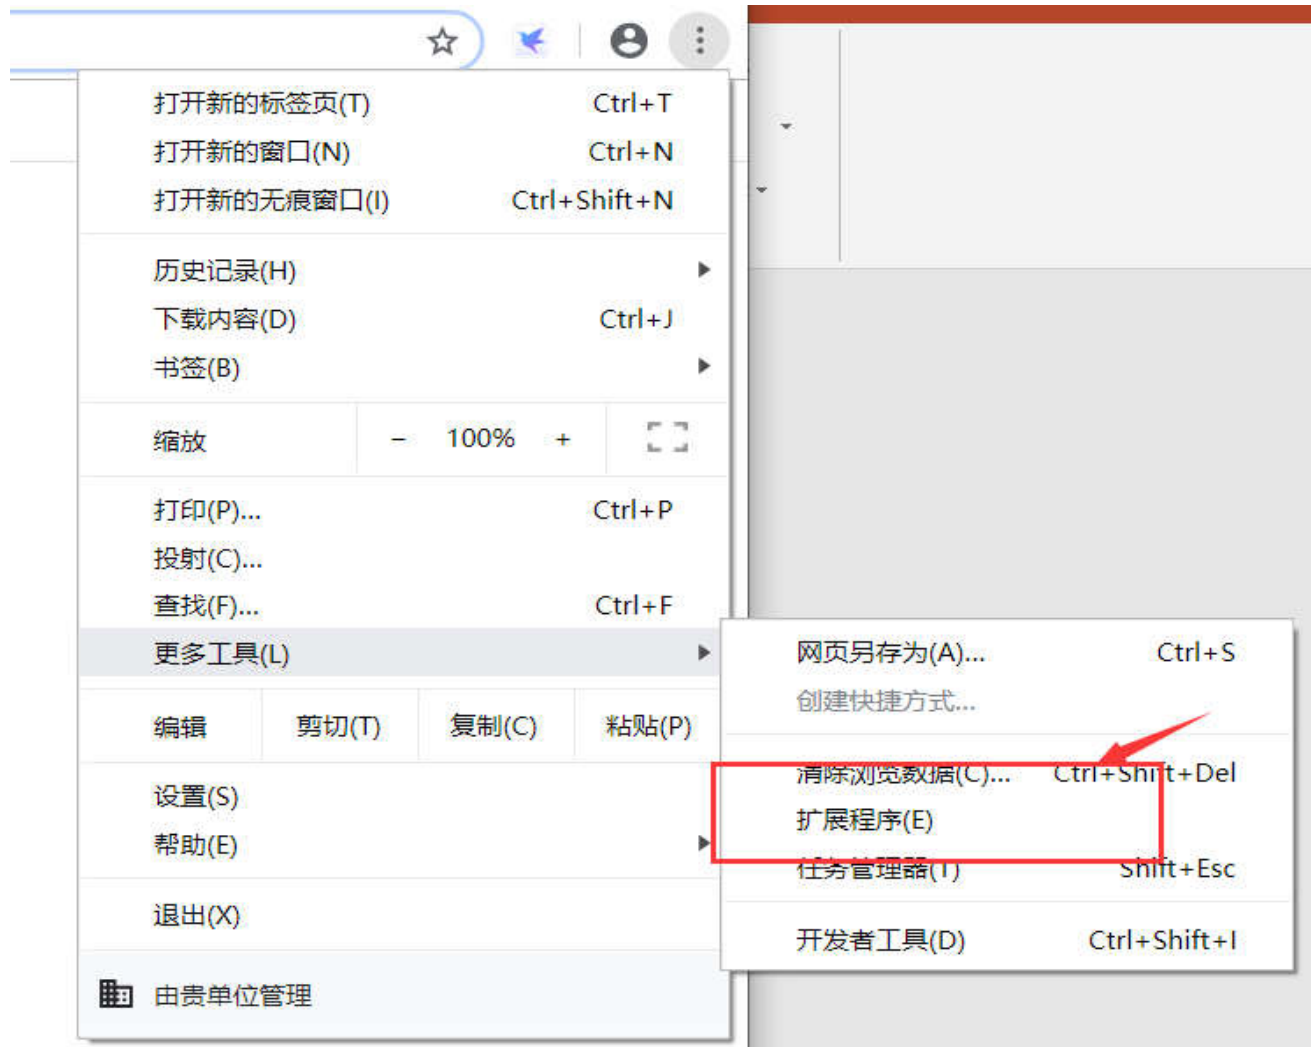 打开新的标签页(T) Ctrl+T
打开新的窗口(N) Ctrl+N
打开新的无痕窗口(I) Ctrl+Shift+N
历史记录(H)
下载内容(D) Ctrl+J
书签(B)
缩放 - 100% +
打印(P)... Ctrl+P
投射(C)...
查找(F)... Ctrl+F
更多工具(L)
编辑 剪切(T) 复制(C) 粘贴(P)
设置(S)
帮助(E)
退出(X)
由贵单位管理
网页另存为(A)... Ctrl+S
创建快捷方式...
清除浏览数据(C)... Ctrl+Shift+Del
扩展程序(E)
任务管理器(T) Shift+Esc
开发者工具(D) Ctrl+Shift+I